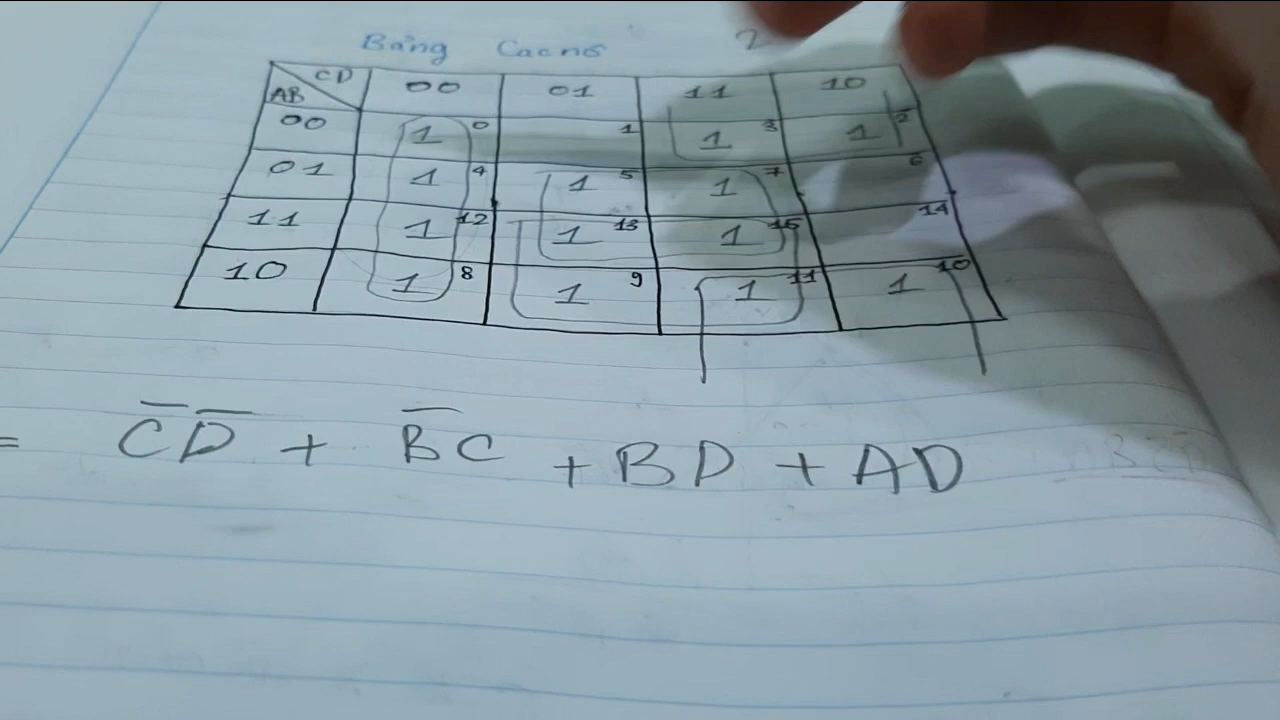 Bảng Cacno 2
CD 00 01 11 10
AB
00 1 0 1 1 3 1 2
01 1 4 1 5 1 7 6
11 1 12 1 13 1 15 14
10 1 8 1 9 1 11 1 10
= C̅ D̅ + B̅C + BD + AD